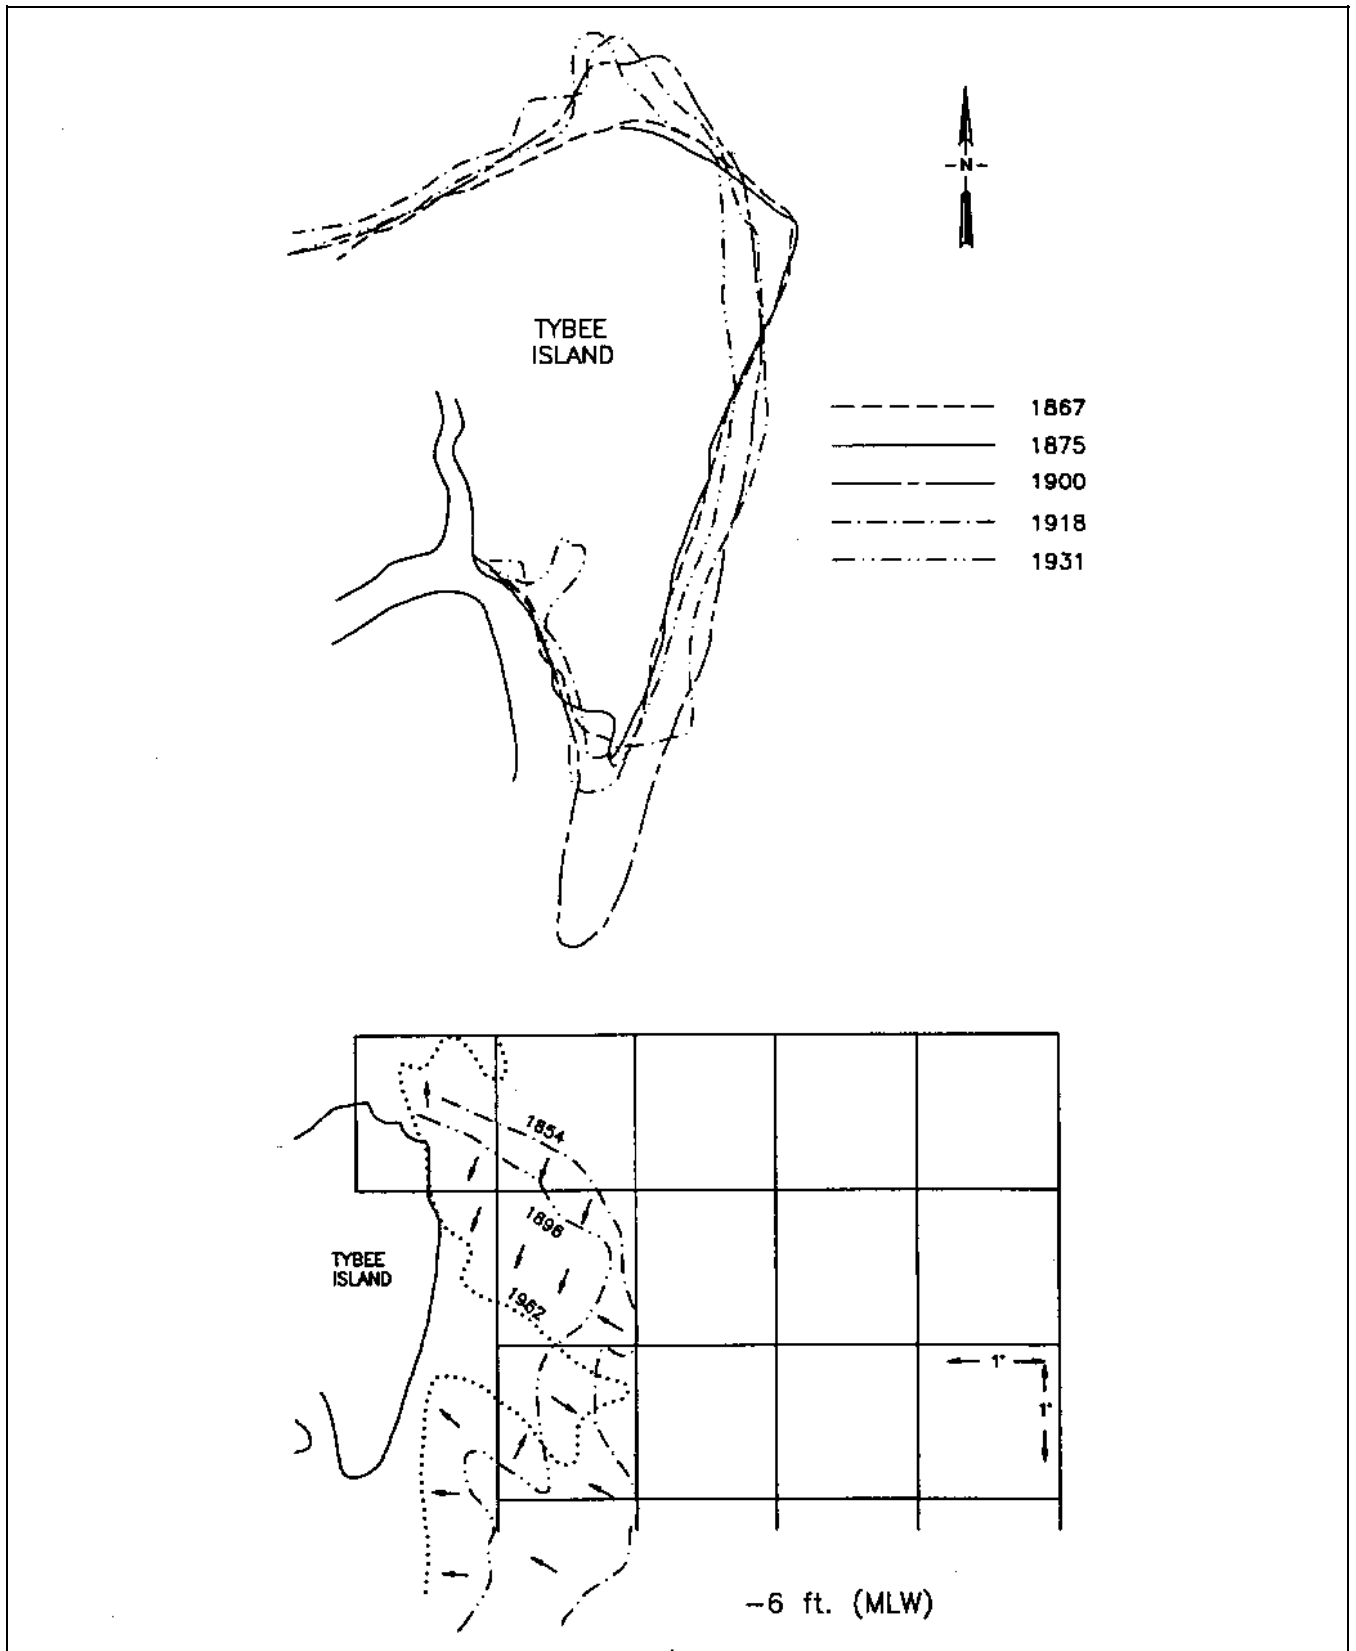 N
TYBEE
ISLAND
1867
1875
1900
1918
1931
1854
1898
1962
TYBEE
ISLAND
1"
1"
-6 ft. (MLW)